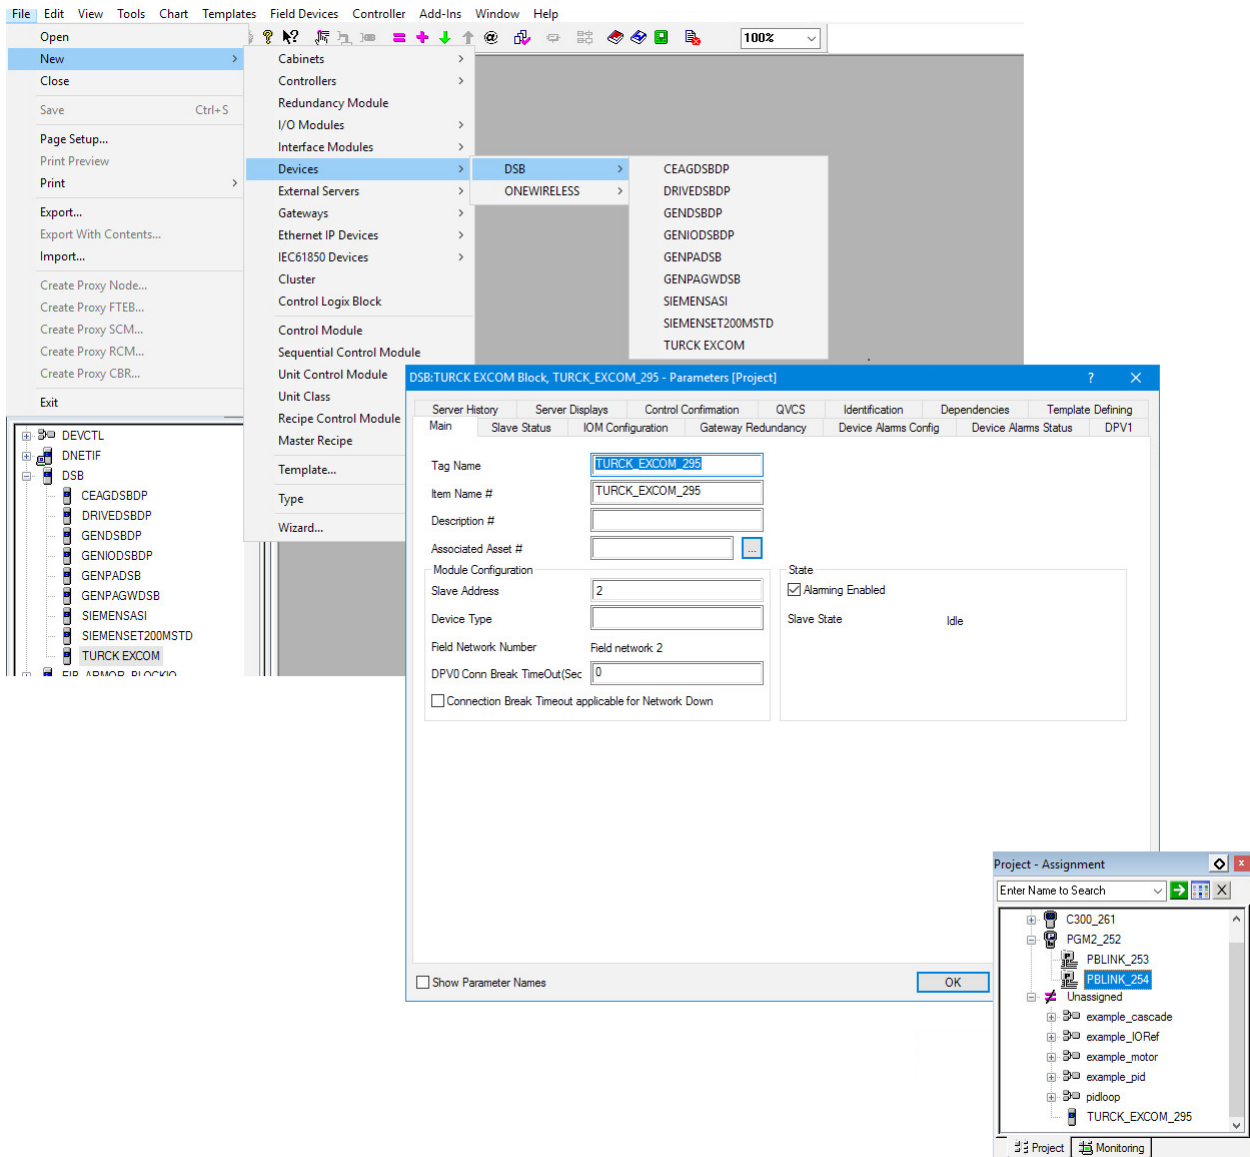 File Edit View Tools Chart Templates Field Devices Controller Add-Ins Window Help
100%
Open
New
Close
Save Ctrl+S
Page Setup...
Print Preview
Print
Export...
Export With Contents...
Import...
Create Proxy Node...
Create Proxy FTEB...
Create Proxy SCM...
Create Proxy RCM...
Create Proxy CBR...
Exit
Cabinets
Controllers
Redundancy Module
I/O Modules
Interface Modules
Devices
External Servers
Gateways
Ethernet IP Devices
IEC61850 Devices
Cluster
Control Logix Block
Control Module
Sequential Control Module
Unit Control Module
Unit Class
Recipe Control Module
Master Recipe
Template...
Type
Wizard...
DSB
ONEWIRELESS
CEAGDSBDP
DRIVEDSBDP
GENDSBDP
GENIODSBDP
GENPADSB
GENPAGWDSB
SIEMENSASI
SIEMENSET200MSTD
TURCK EXCOM
DEVCTL
DNETIF
DSB
CEAGDSBDP
DRIVEDSBDP
GENDSBDP
GENIODSBDP
GENPADSB
GENPAGWDSB
SIEMENSASI
SIEMENSET200MSTD
TURCK EXCOM
EIP_ARMOR_BLOCKIO
DSB:TURCK EXCOM Block, TURCK_EXCOM_295 - Parameters [Project] ? X
Server History Server Displays Control Confirmation QVCS Identification Dependencies Template Defining
Main Slave Status IOM Configuration Gateway Redundancy Device Alarms Config Device Alarms Status DPV1
Tag Name TURCK_EXCOM_295
Item Name # TURCK_EXCOM_295
Description #
Associated Asset # ...
Module Configuration
Slave Address 2
Device Type
Field Network Number Field network 2
DPV0 Conn Break TimeOut(Sec 0
Connection Break Timeout applicable for Network Down
State
Alarming Enabled
Slave State Idle
Show Parameter Names
OK
Project - Assignment
Enter Name to Search
C300_261
PGM2_252
PBLINK_253
PBLINK_254
Unassigned
example_cascade
example_IORef
example_motor
example_pid
pidloop
TURCK_EXCOM_295
Project Monitoring